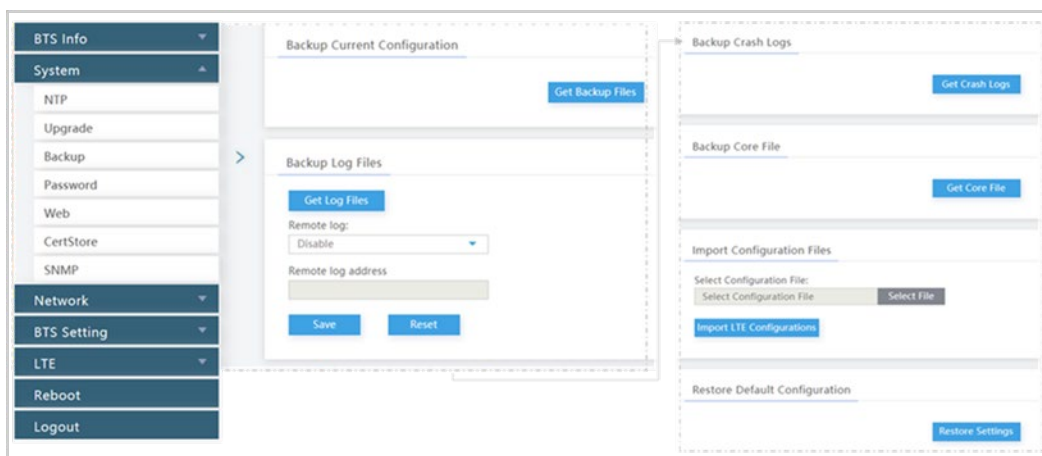 BTS Info
System
NTP
Upgrade
Backup
Password
Web
CertStore
SNMP
Network
BTS Setting
LTE
Reboot
Logout
Backup Current Configuration
Get Backup Files
Backup Log Files
Get Log Files
Remote log:
Disable
Remote log address
Save Reset
Backup Crash Logs
Get Crash Logs
Backup Core File
Get Core File
Import Configuration Files
Select Configuration File:
Select Configuration File Select File
Import LTE Configurations
Restore Default Configuration
Restore Settings